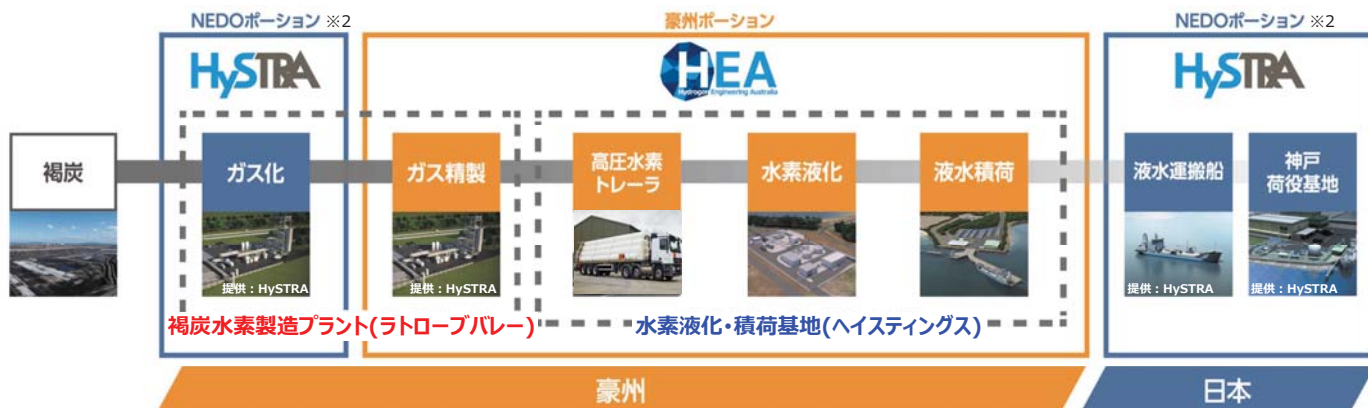 NEDOポーション ※2
豪州ポーション
NEDOポーション ※2
HySTRA
HEA
Hydrogen Engineering Australia
HySTRA
褐炭
ガス化
ガス精製
高圧水素
トレーラ
水素液化
液水積荷
液水運搬船
神戸
荷役基地
提供：HySTRA
提供：HySTRA
提供：HySTRA
提供：HySTRA
褐炭水素製造プラント(ラトローブバレー)
水素液化・積荷基地(ヘイスティングス)
豪州
日本